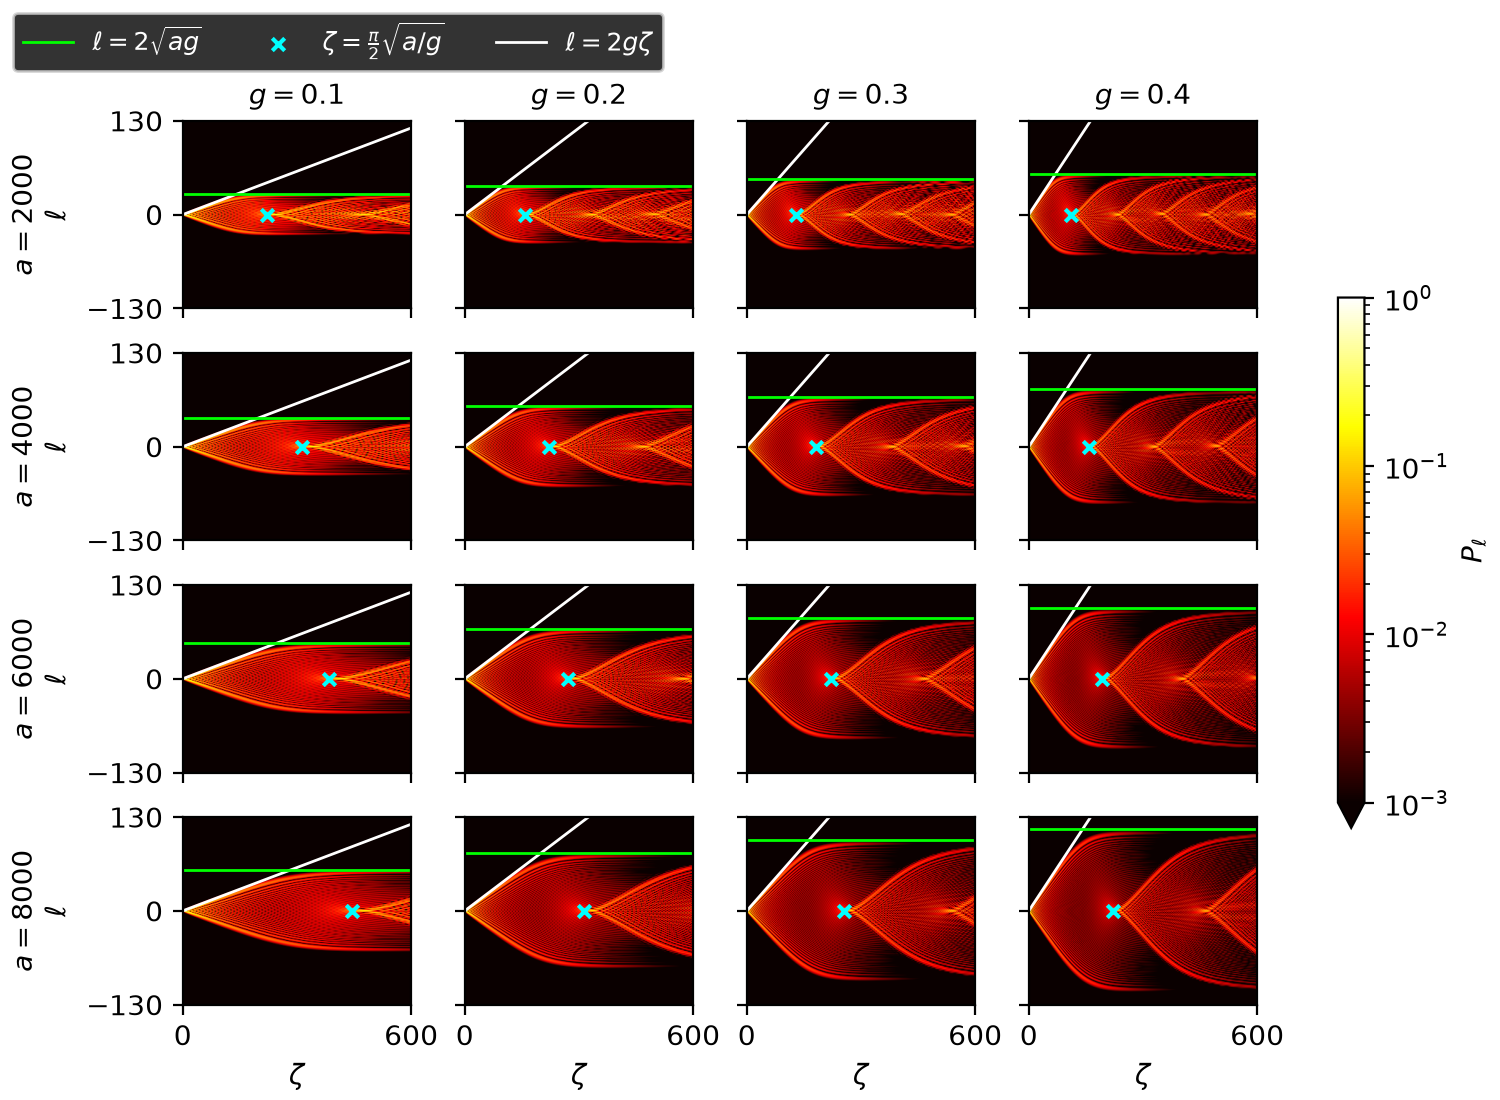 ℓ = 2√ag  ζ = π/2 √a/g  ℓ = 2gζ
g = 0.1  g = 0.2  g = 0.3  g = 0.4
a = 2000
ℓ
130
0
−130
a = 4000
ℓ
130
0
−130
a = 6000
ℓ
130
0
−130
a = 8000
ℓ
130
0
−130
0  600  0  600  0  600  0  600
ζ  ζ  ζ  ζ
10⁰
10⁻¹
10⁻²
10⁻³
P_ℓ